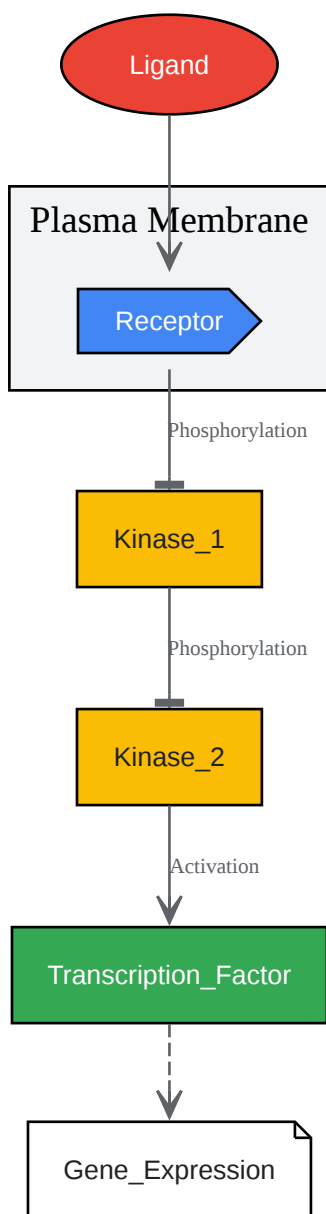 Ligand
Plasma Membrane
Receptor
Phosphorylation
Kinase_1
Phosphorylation
Kinase_2
Activation
Transcription_Factor
Gene_Expression